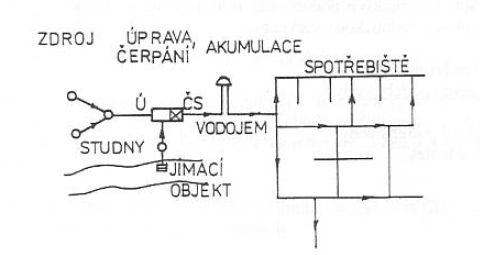 ZDROJ
ÚPRAVA,
ČERPÁNÍ
AKUMULACE
SPOTŘEBIŠTĚ
Ú
ČS
VODOJEM
STUDNY
JÍMACÍ
OBJEKT